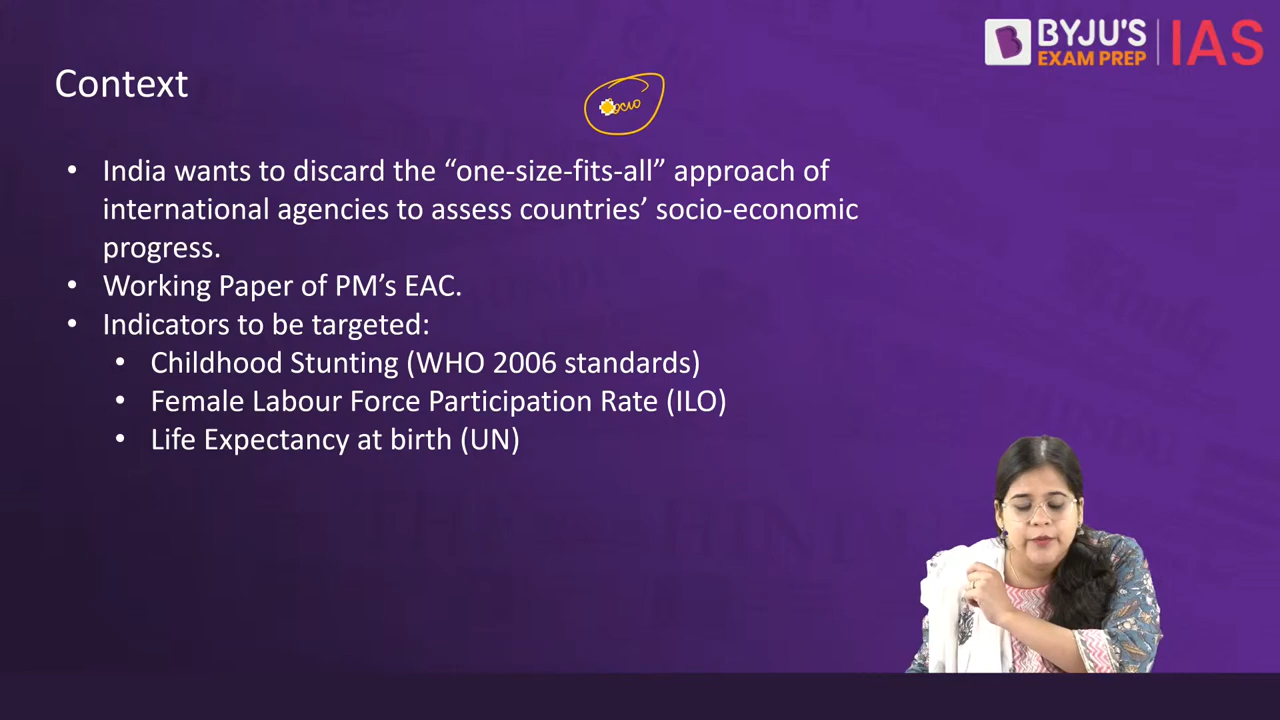 BYJU'S
EXAM PREP
IAS
Context
socio
• India wants to discard the “one-size-fits-all” approach of
international agencies to assess countries’ socio-economic
progress.
• Working Paper of PM’s EAC.
• Indicators to be targeted:
• Childhood Stunting (WHO 2006 standards)
• Female Labour Force Participation Rate (ILO)
• Life Expectancy at birth (UN)